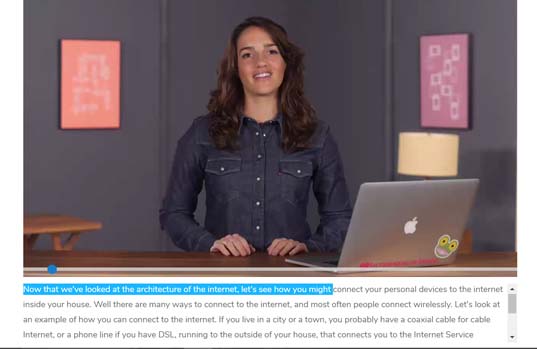 Now that we've looked at the architecture of the internet, let's see how you might connect your personal devices to the internet
inside your house. Well there are many ways to connect to the internet, and most often people connect wirelessly. Let's look at
an example of how you can connect to the internet. If you live in a city or a town, you probably have a coaxial cable for cable
Internet, or a phone line if you have DSL, running to the outside of your house, that connects you to the Internet Service